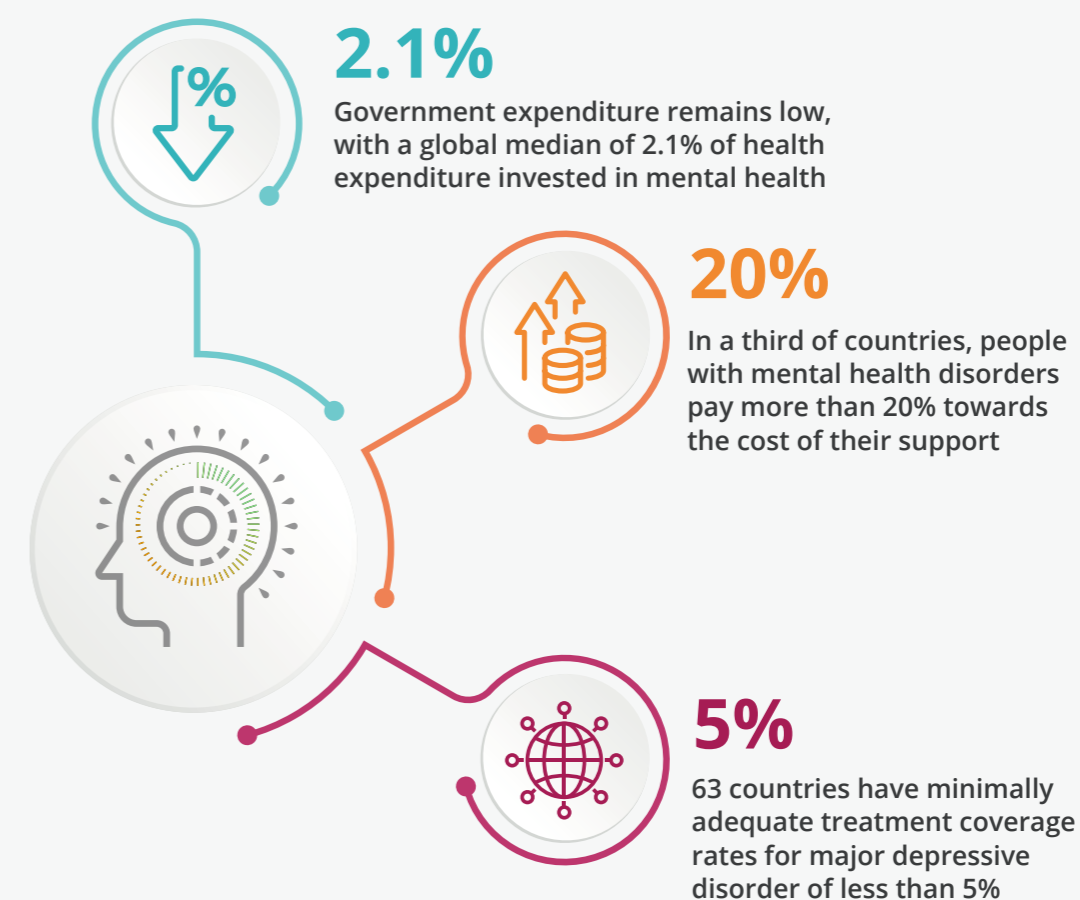 %
2.1%
Government expenditure remains low,
with a global median of 2.1% of health
expenditure invested in mental health
20%
In a third of countries, people
with mental health disorders
pay more than 20% towards
the cost of their support
5%
63 countries have minimally
adequate treatment coverage
rates for major depressive
disorder of less than 5%